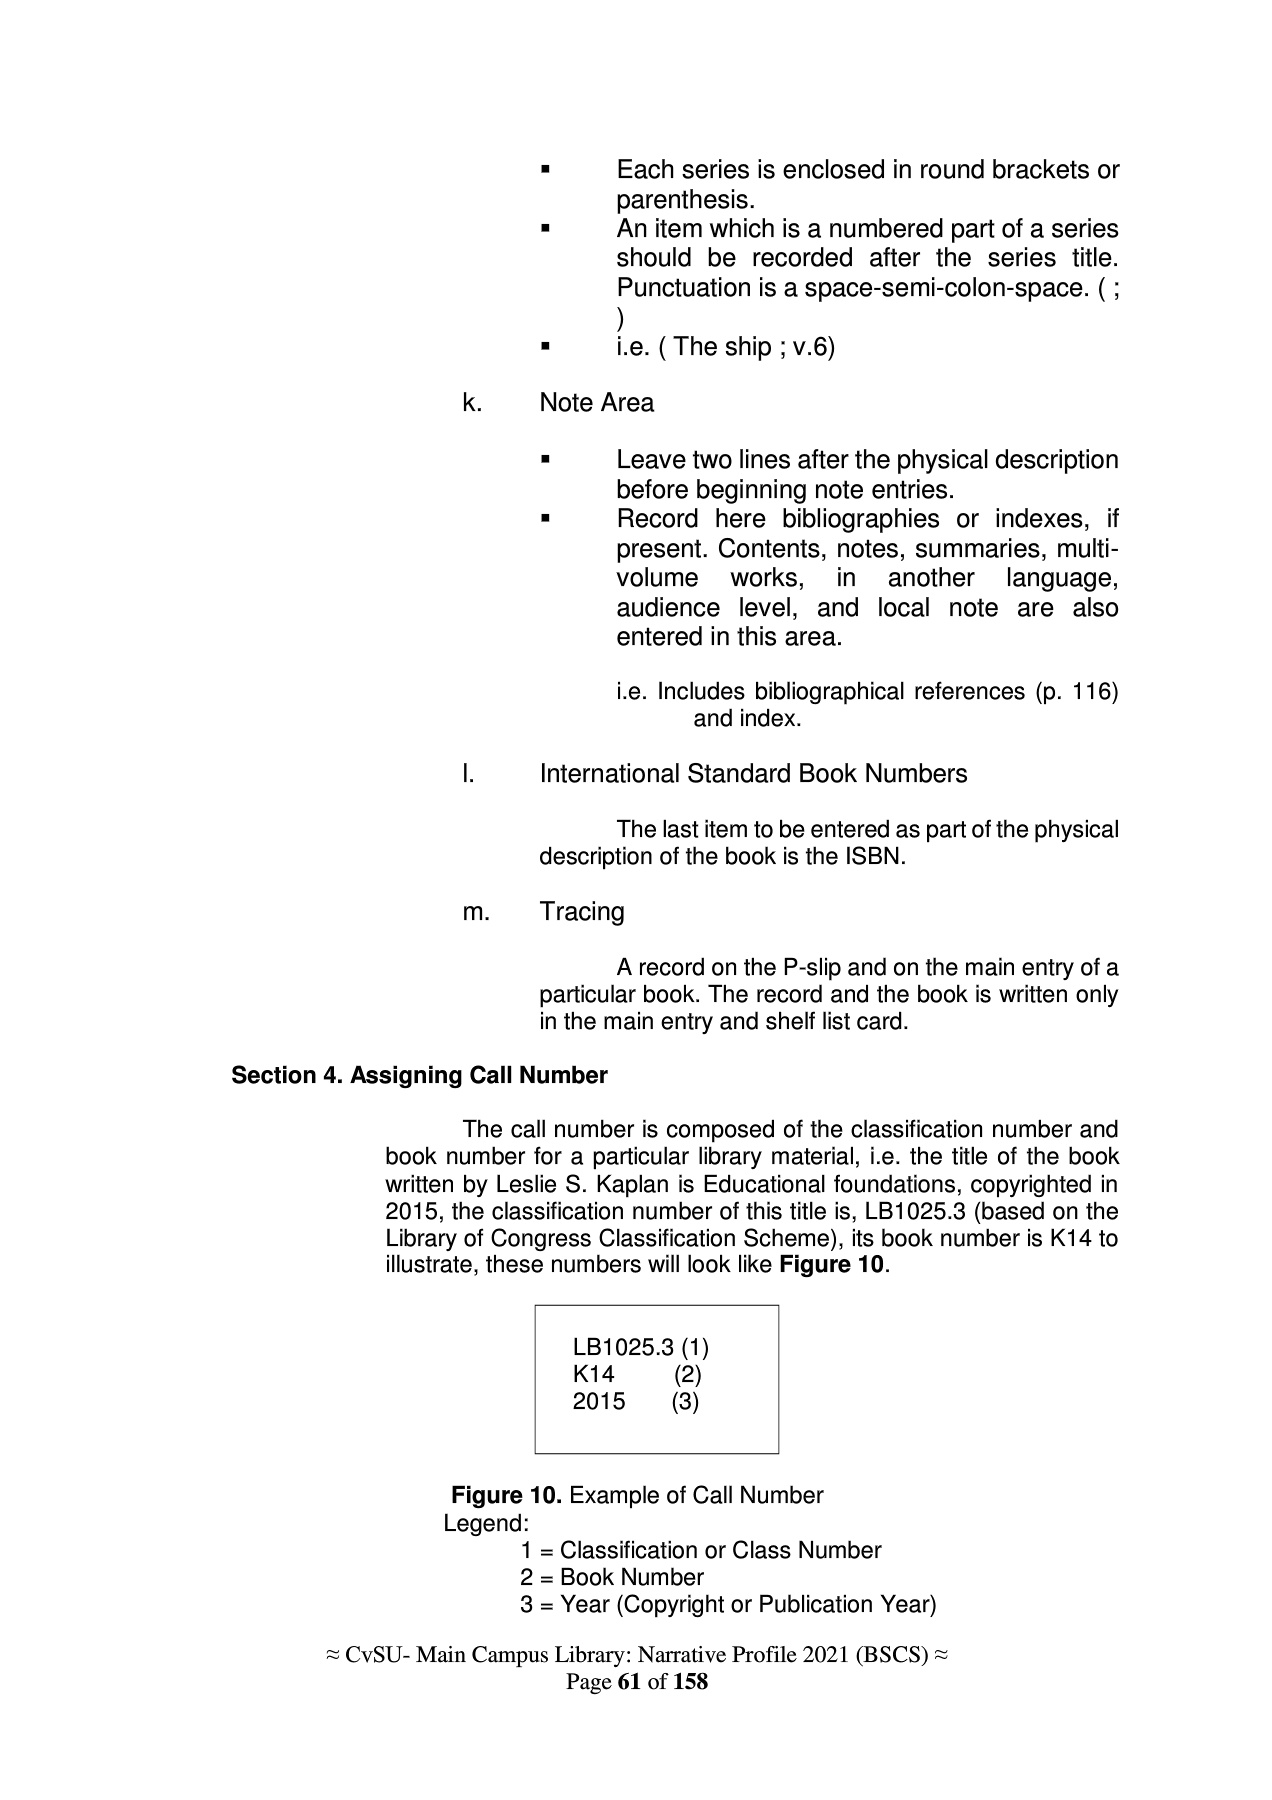 ▪ Each series is enclosed in round brackets or
parenthesis.
▪ An item which is a numbered part of a series
should be recorded after the series title.
Punctuation is a space-semi-colon-space. ( ;
)
▪ i.e. ( The ship ; v.6)
k. Note Area
▪ Leave two lines after the physical description
before beginning note entries.
▪ Record here bibliographies or indexes, if
present. Contents, notes, summaries, multi-
volume works, in another language,
audience level, and local note are also
entered in this area.
i.e. Includes bibliographical references (p. 116)
and index.
l. International Standard Book Numbers
The last item to be entered as part of the physical
description of the book is the ISBN.
m. Tracing
A record on the P-slip and on the main entry of a
particular book. The record and the book is written only
in the main entry and shelf list card.
Section 4. Assigning Call Number
The call number is composed of the classification number and
book number for a particular library material, i.e. the title of the book
written by Leslie S. Kaplan is Educational foundations, copyrighted in
2015, the classification number of this title is, LB1025.3 (based on the
Library of Congress Classification Scheme), its book number is K14 to
illustrate, these numbers will look like Figure 10.
LB1025.3 (1)
K14 (2)
2015 (3)
Figure 10. Example of Call Number
Legend:
1 = Classification or Class Number
2 = Book Number
3 = Year (Copyright or Publication Year)
≈ CvSU- Main Campus Library: Narrative Profile 2021 (BSCS) ≈
Page 61 of 158